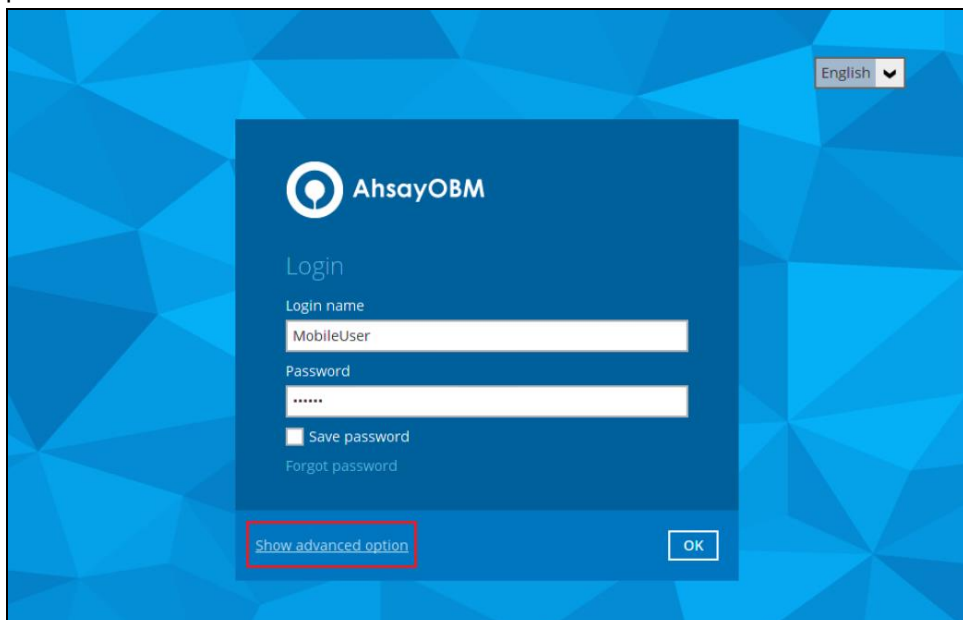 English
AhsayOBM
Login
Login name
MobileUser
Password
••••••
Save password
Forgot password
Show advanced option
OK